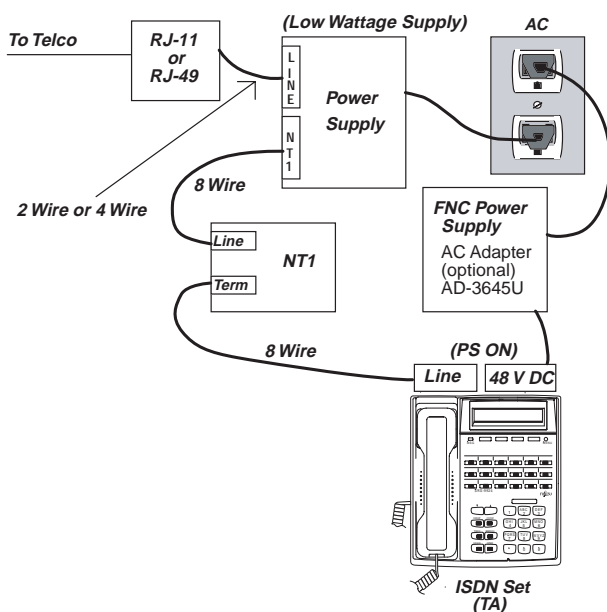 (Low Wattage Supply)
AC
To Telco
RJ-11
or
RJ-49
LINE
Power
Supply
NT1
8 Wire
2 Wire or 4 Wire
FNC Power
Supply
AC Adapter
(optional)
AD-3645U
Line
NT1
Term
8 Wire
(PS ON)
Line
48 V DC
ISDN Set
(TA)